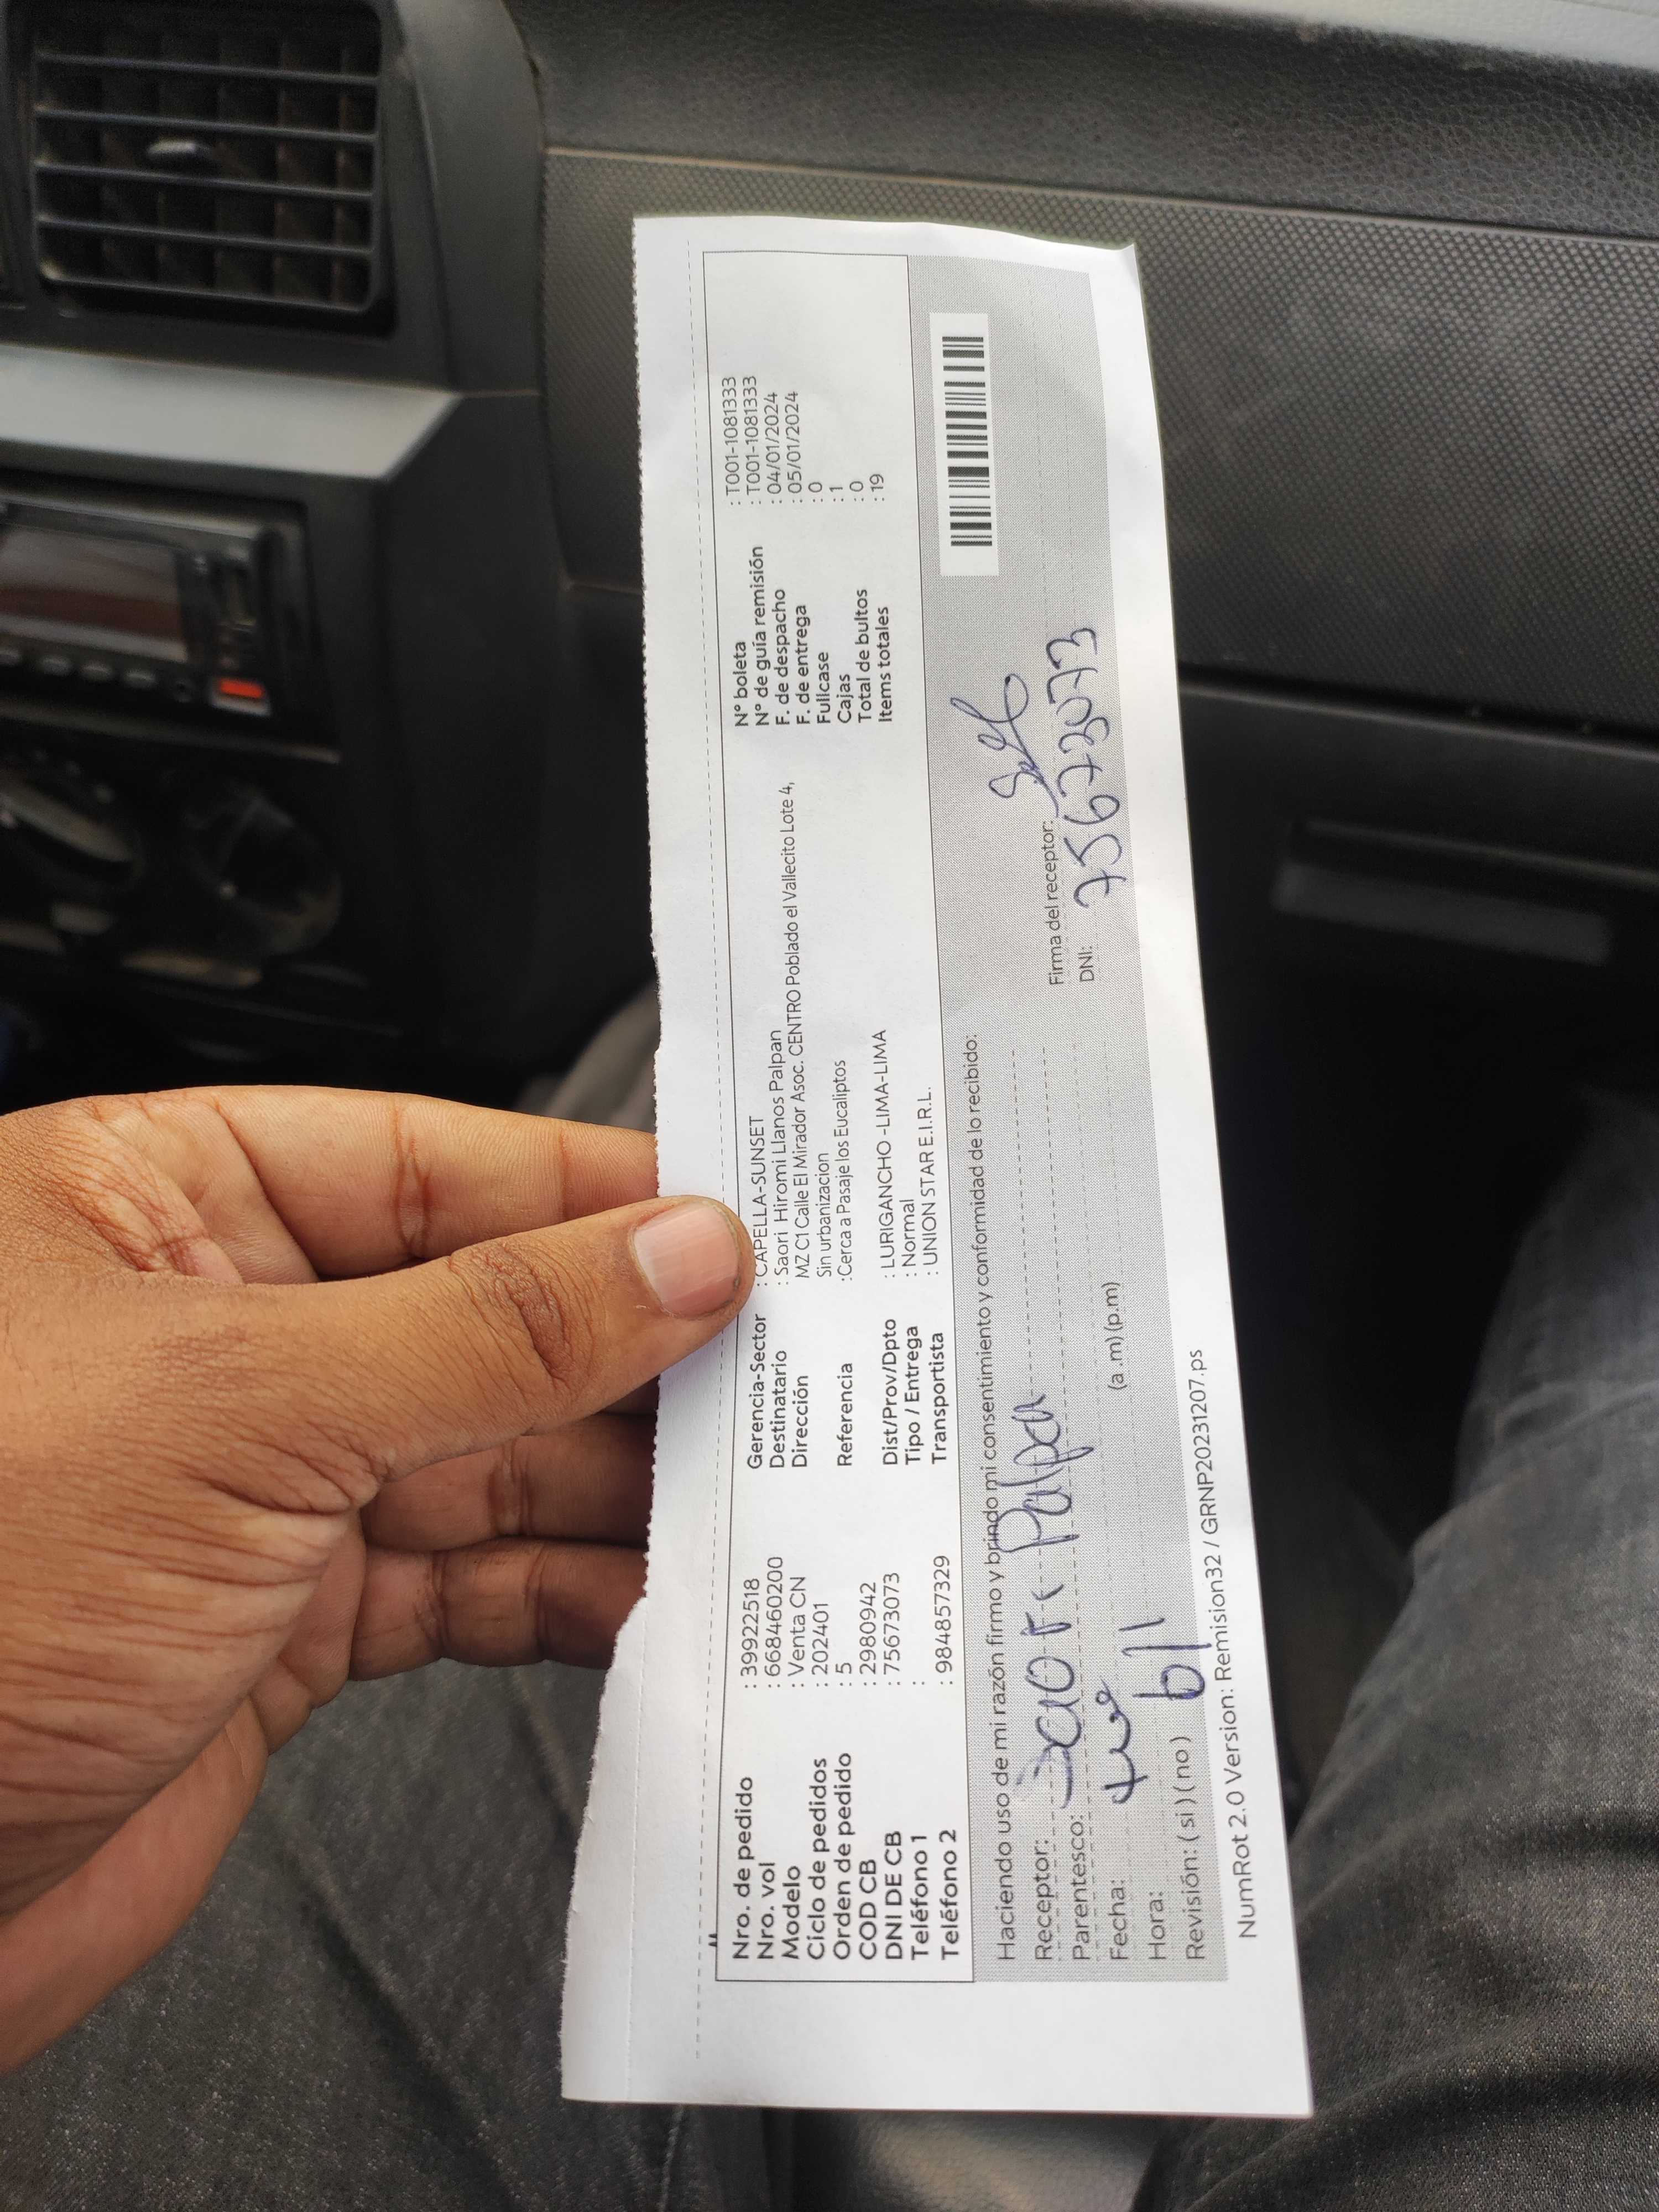 Nro. de pedido : 39922518
Nro. vol : 668460200
Modelo : Venta CN
Ciclo de pedidos : 202401
Orden de pedido : 5
COD CB : 2980942
DNI DE CB : 75673073
Teléfono 1 :
Teléfono 2 : 984857329
Gerencia-Sector : CAPELLA-SUNSET
Destinatario : Saori Hiromi Llanos Palpan
Dirección MZ C1 Calle El Mirador Asoc. CENTRO Poblado el Vallecito Lote 4,
Sin urbanizacion
Referencia :Cerca a Pasaje los Eucaliptos
Dist/Prov/Dpto : LURIGANCHO -LIMA-LIMA
Tipo / Entrega : Normal
Transportista : UNION STAR E.I.R.L.
N° boleta : T001-1081333
N° de guía remisión : T001-1081333
F. de despacho : 04/01/2024
F. de entrega : 05/01/2024
Fullcase : 0
Cajas : 1
Total de bultos : 0
Items totales : 19
Haciendo uso de mi razón firmo y brindo mi consentimiento y conformidad de lo recibido:
Receptor: Saori Palpan
Parentesco:
Fecha:
Hora: (a .m) (p.m)
Revisión: ( si ) ( no )
Firma del receptor:
DNI: 75673073
NumRot 2.0 Version: Remision32 / GRNP20231207.ps